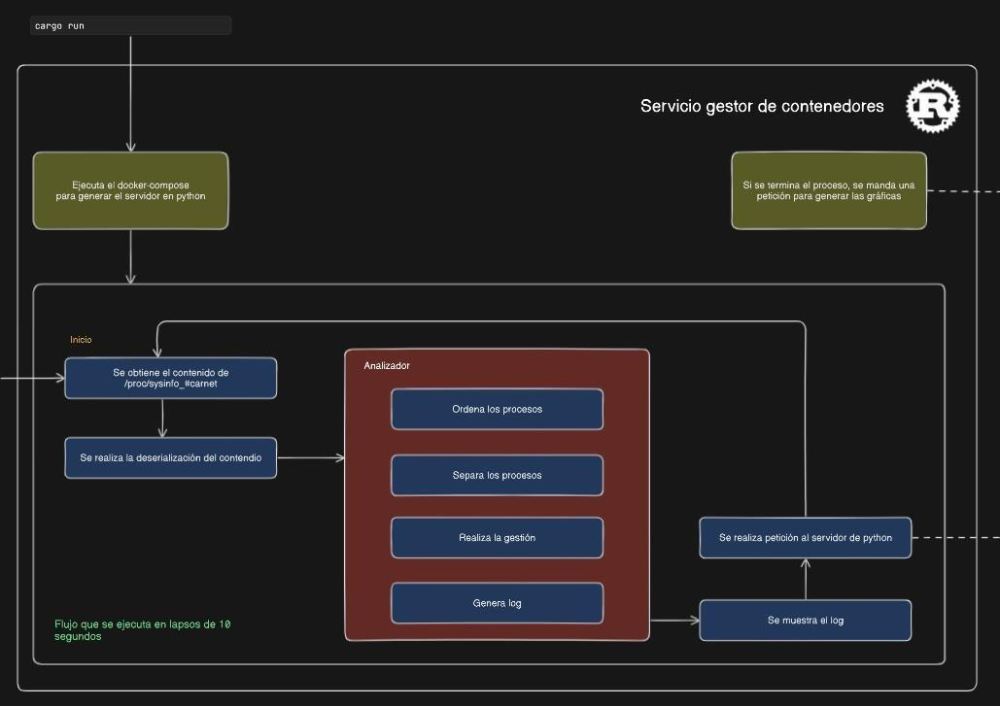 cargo run
Servicio gestor de contenedores
R
Ejecuta el docker-compose
para generar el servidor en python
Si se termina el proceso, se manda una
petición para generar las gráficas
Inicio
Se obtiene el contenido de
/proc/sysinfo_#carnet
Se realiza la deserialización del contendio
Analizador
Ordena los procesos
Separa los procesos
Realiza la gestión
Genera log
Se realiza petición al servidor de python
Se muestra el log
Flujo que se ejecuta en lapsos de 10
segundos